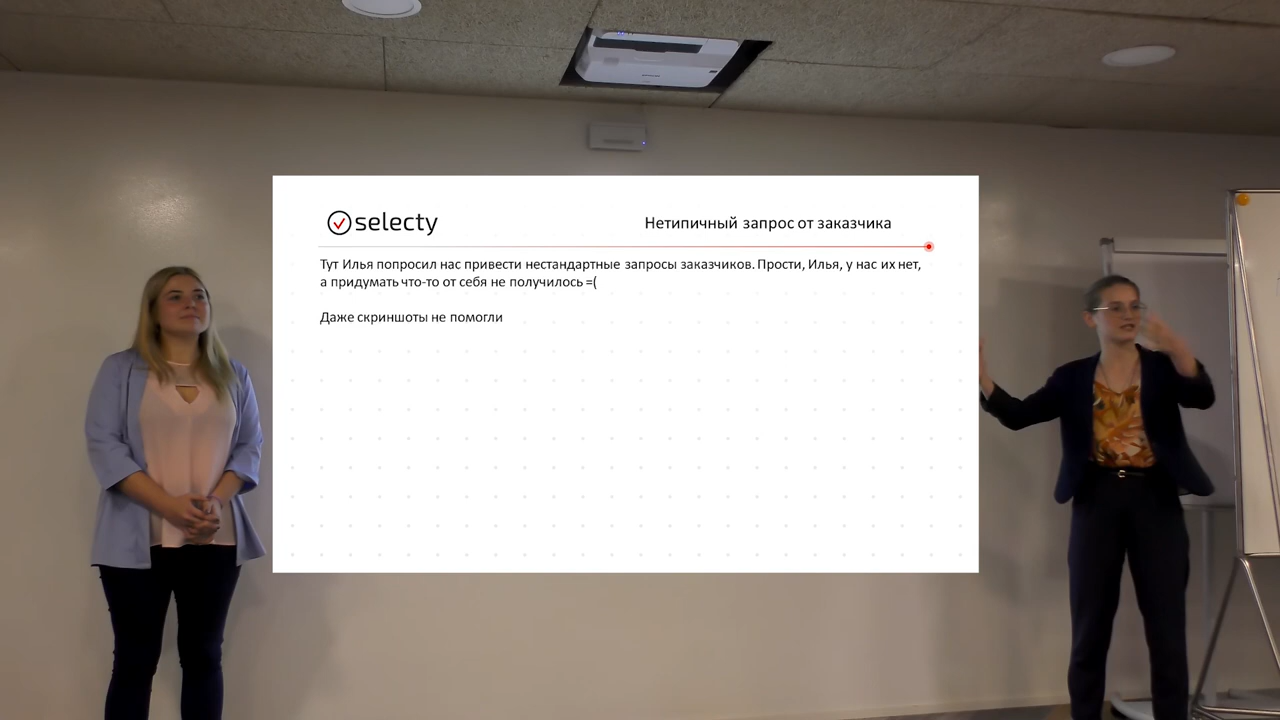 selecty
Нетипичный запрос от заказчика
Тут Илья попросил нас привести нестандартные запросы заказчиков. Прости, Илья, у нас их нет,
а придумать что-то от себя не получилось =(
Даже скриншоты не помогли